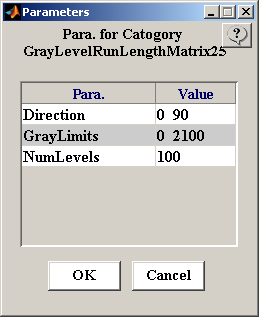 Parameters
Para. for Catogory
GrayLevelRunLengthMatrix25
?
Para. Value
Direction 0 90
GrayLimits 0 2100
NumLevels 100
OK Cancel